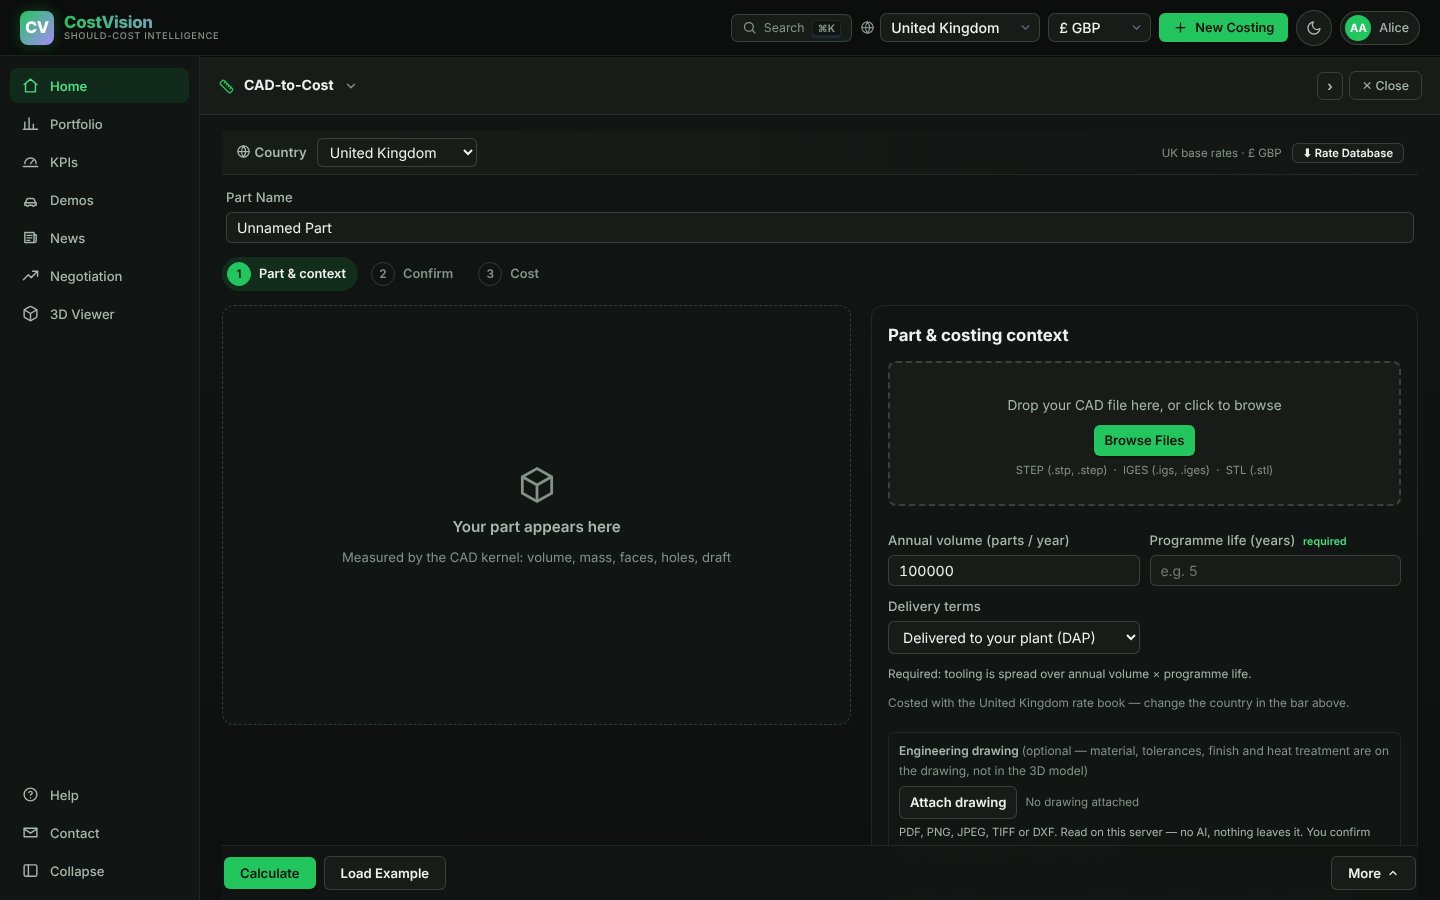 CV
CostVision
SHOULD-COST INTELLIGENCE
Search ⌘K
United Kingdom
£ GBP
+ New Costing
AA Alice
Home
Portfolio
KPIs
Demos
News
Negotiation
3D Viewer
Help
Contact
Collapse
CAD-to-Cost
› ✕ Close
Country United Kingdom
UK base rates · £ GBP ⬇ Rate Database
Part Name
Unnamed Part
1 Part & context 2 Confirm 3 Cost
Your part appears here
Measured by the CAD kernel: volume, mass, faces, holes, draft
Part & costing context
Drop your CAD file here, or click to browse
Browse Files
STEP (.stp, .step) · IGES (.igs, .iges) · STL (.stl)
Annual volume (parts / year) Programme life (years) required
100000 e.g. 5
Delivery terms
Delivered to your plant (DAP)
Required: tooling is spread over annual volume × programme life.
Costed with the United Kingdom rate book — change the country in the bar above.
Engineering drawing (optional — material, tolerances, finish and heat treatment are on
the drawing, not in the 3D model)
Attach drawing No drawing attached
PDF, PNG, JPEG, TIFF or DXF. Read on this server — no AI, nothing leaves it. You confirm
Calculate Load Example More